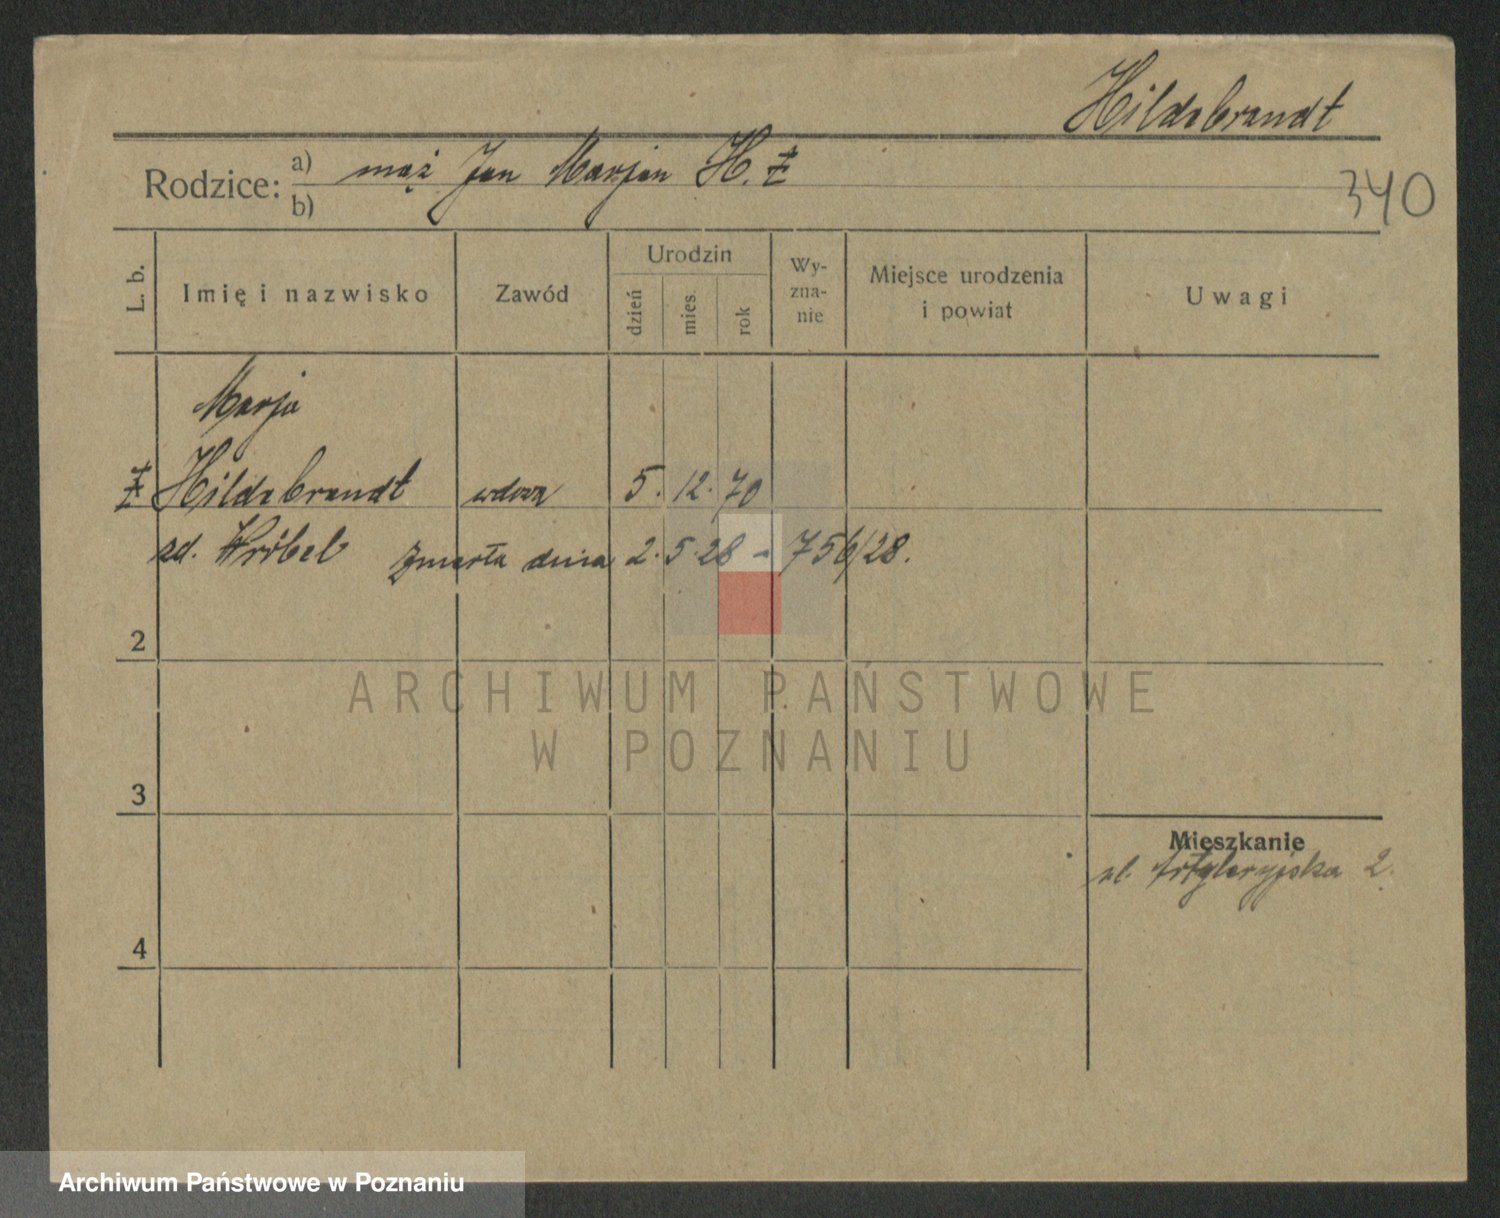 Hildebrandt
Rodzice: a) mąż Jan Marjan H. ‡
b)
340
L. b.
Imię i nazwisko
Zawód
Urodzin
dzień
mies.
rok
Wy-
zna-
nie
Miejsce urodzenia
i powiat
Uwagi
Marja
‡ Hildebrandt wdowa 5. 12. 70
zd. Wróbel zmarła dnia 2. 5. 28 - 756/28.
2
ARCHIWUM PAŃSTWOWE
W POZNANIU
3
Mieszkanie
ul. Artyleryjska 2.
4
Archiwum Państwowe w Poznaniu